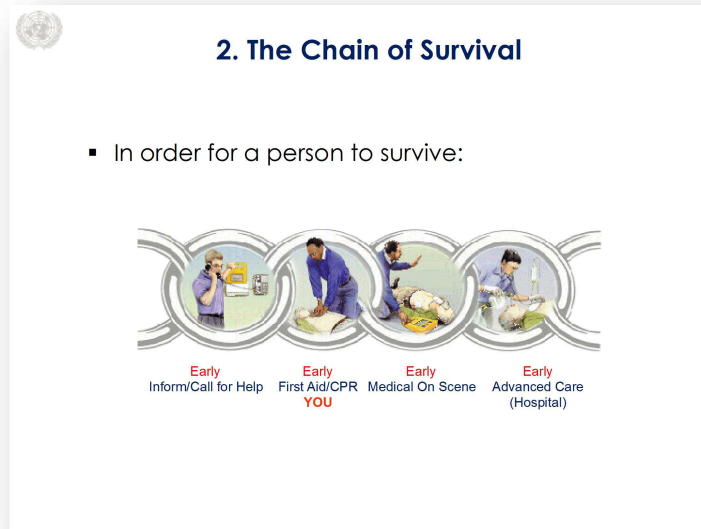 2. The Chain of Survival
▪ In order for a person to survive:
Early
Inform/Call for Help
Early
First Aid/CPR
YOU
Early
Medical On Scene
Early
Advanced Care
(Hospital)